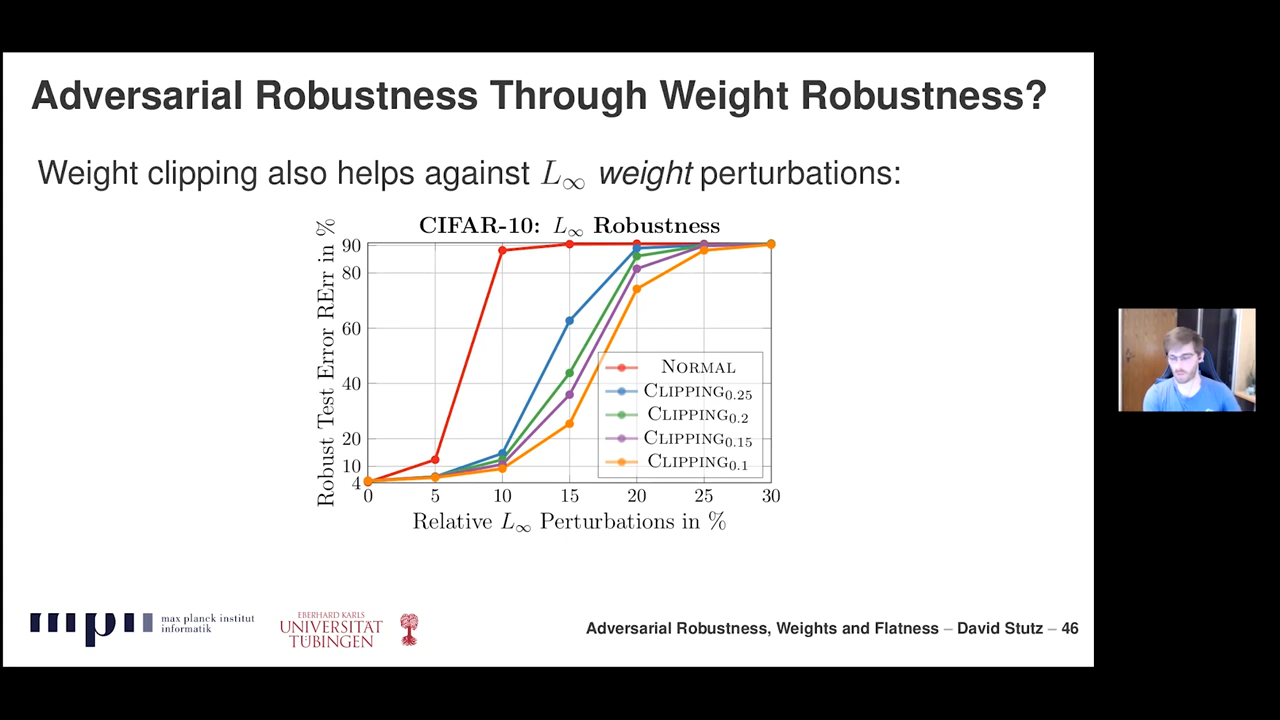 Adversarial Robustness Through Weight Robustness?
Weight clipping also helps against L∞ weight perturbations:
CIFAR-10: L∞ Robustness
Robust Test Error RErr in %
90
80
60
40
20
10
4
NORMAL
CLIPPING0.25
CLIPPING0.2
CLIPPING0.15
CLIPPING0.1
0 5 10 15 20 25 30
Relative L∞ Perturbations in %
mpii
max planck institut
informatik
EBERHARD KARLS
UNIVERSITÄT
TÜBINGEN
Adversarial Robustness, Weights and Flatness – David Stutz – 46